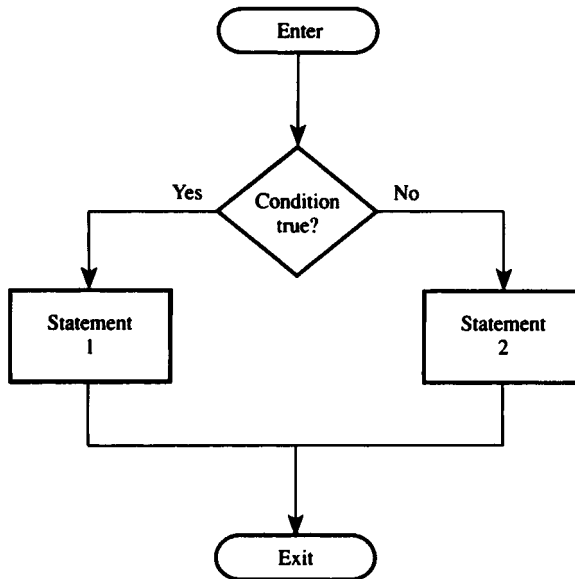 Enter
Yes
No
Condition
true?
Statement
1
Statement
2
Exit